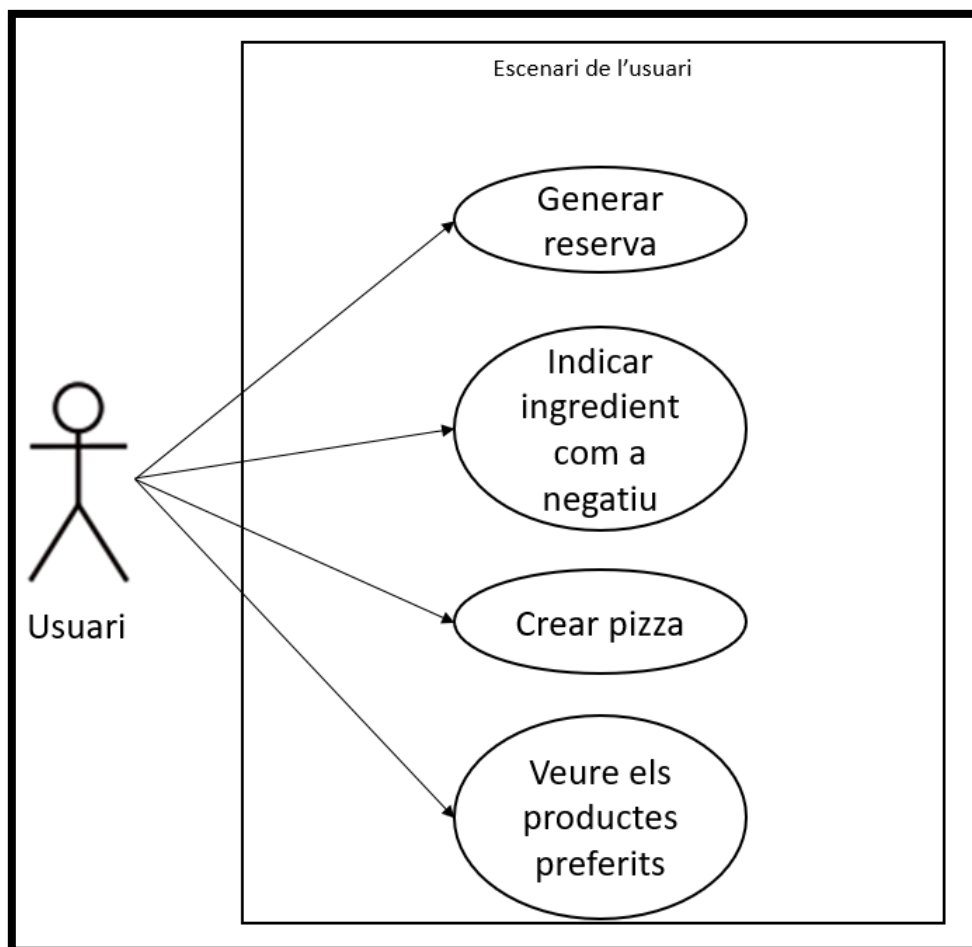 Escenari de l'usuari
Generar
reserva
Indicar
ingredient
com a
negatiu
Usuari
Crear pizza
Veure els
productes
preferits